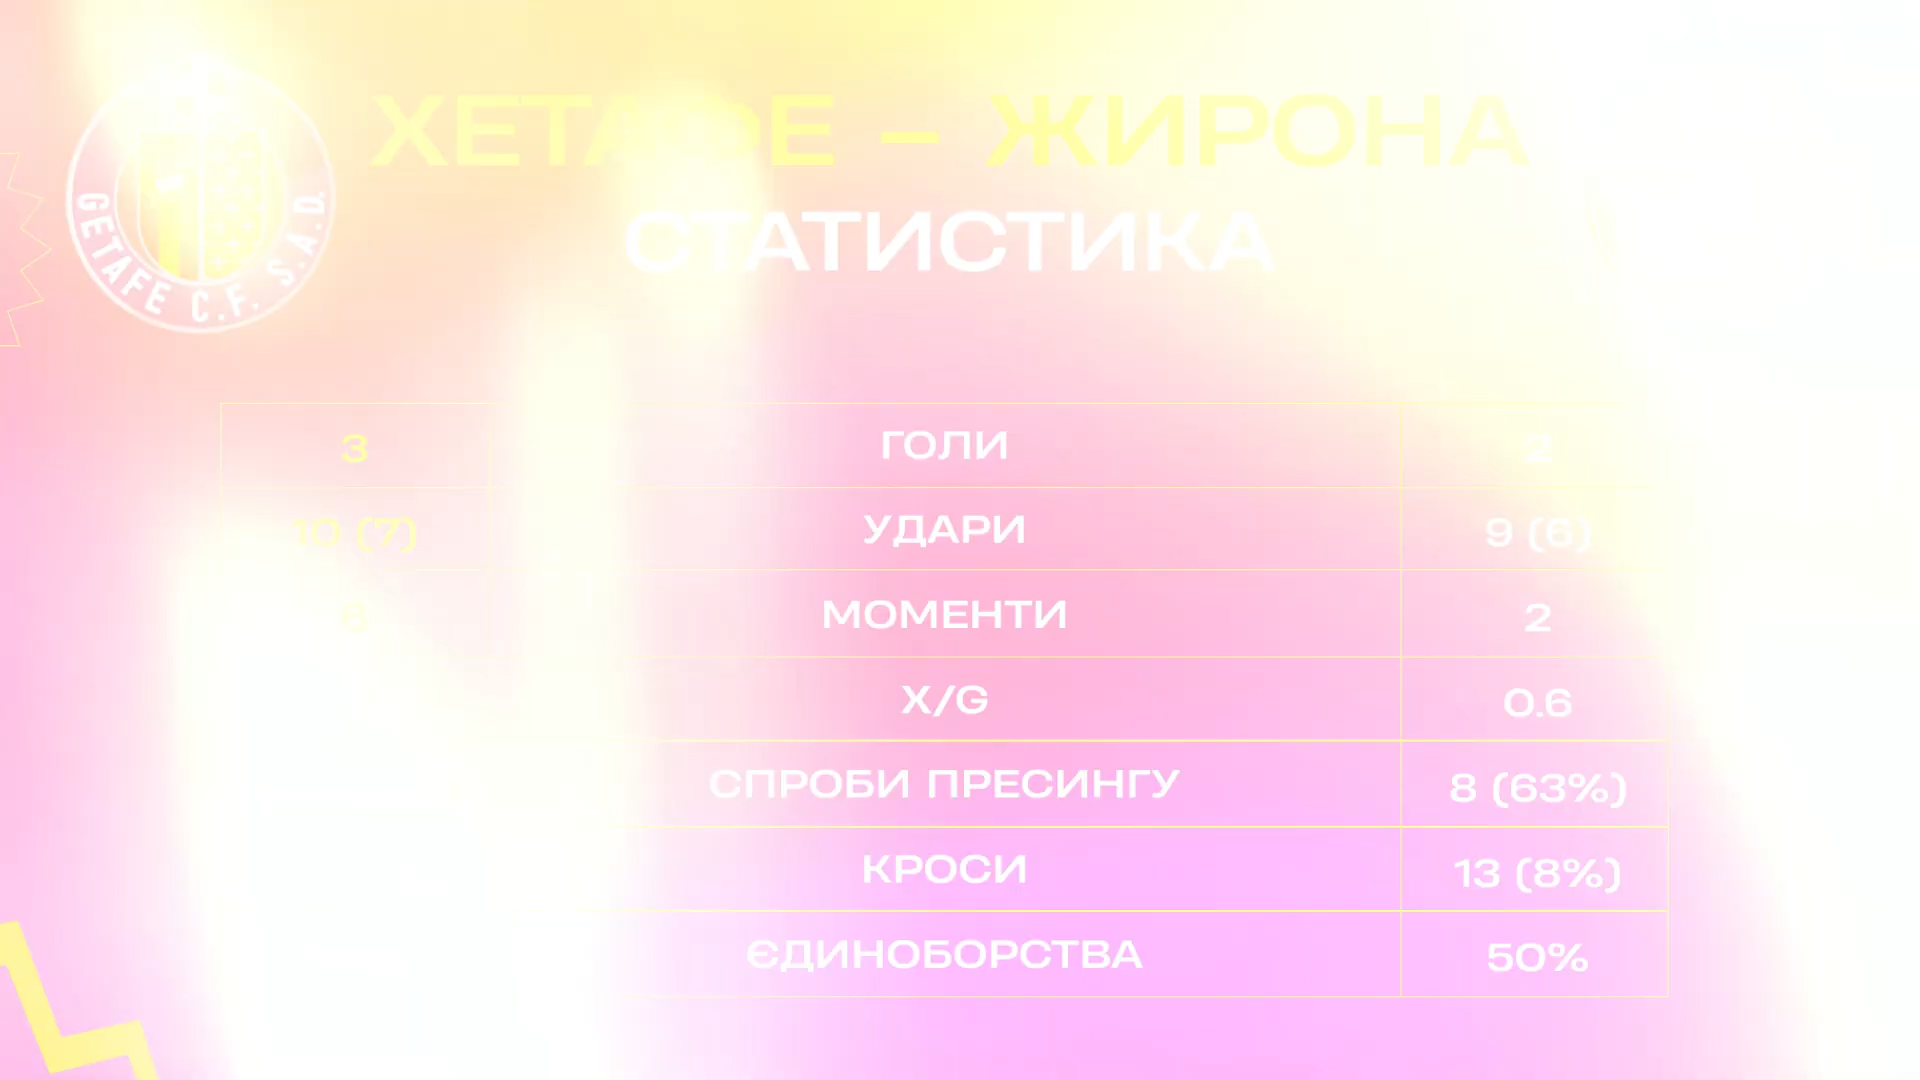 GETAFE C.F. S.A.D.
ХЕТАФЕ – ЖИРОНА
СТАТИСТИКА
3 ГОЛИ 2
10 (7) УДАРИ 9 (6)
6 МОМЕНТИ 2
X/G 0.6
СПРОБИ ПРЕСИНГУ 8 (63%)
КРОСИ 13 (8%)
ЄДИНОБОРСТВА 50%